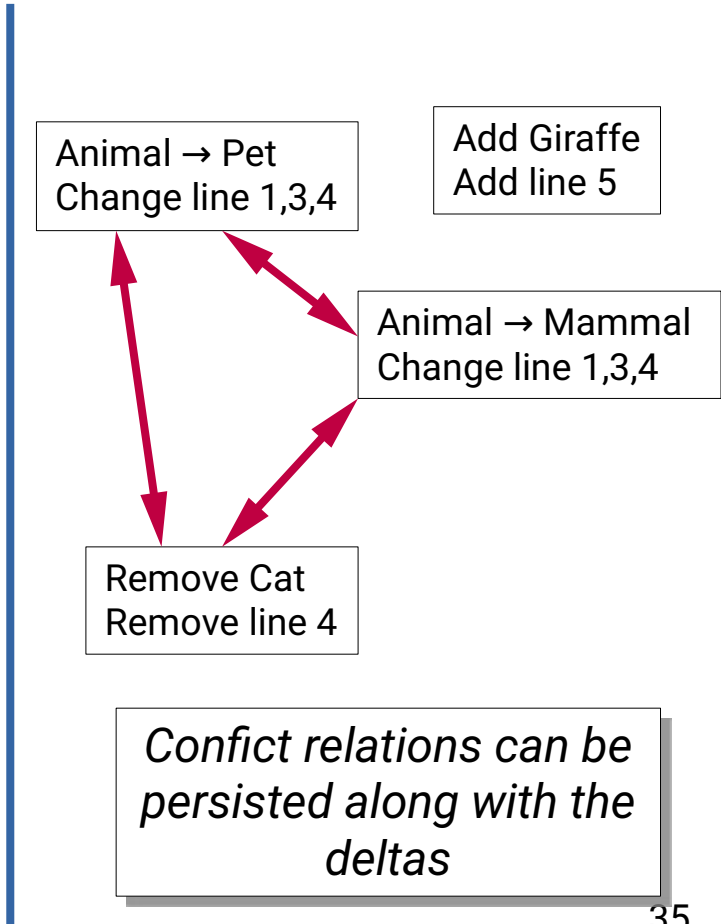 Animal → Pet
Change line 1,3,4
Add Giraffe
Add line 5
Animal → Mammal
Change line 1,3,4
Remove Cat
Remove line 4
Confict relations can be
persisted along with the
deltas
35